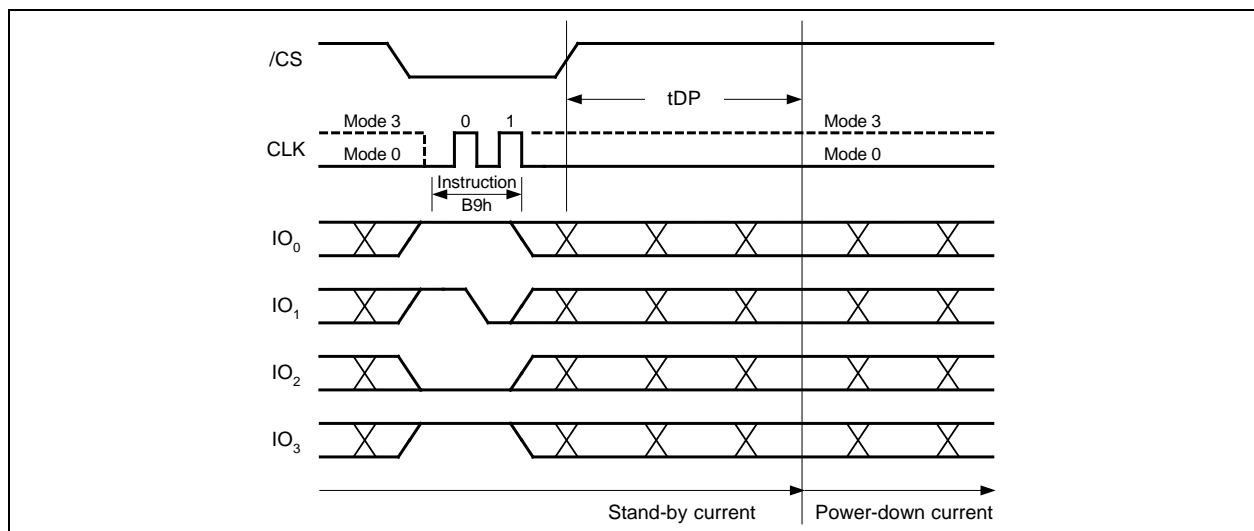 /CS
tDP
Mode 3 0 1 Mode 3
CLK
Mode 0 Mode 0
Instruction
B9h
IO0
IO1
IO2
IO3
Stand-by current Power-down current